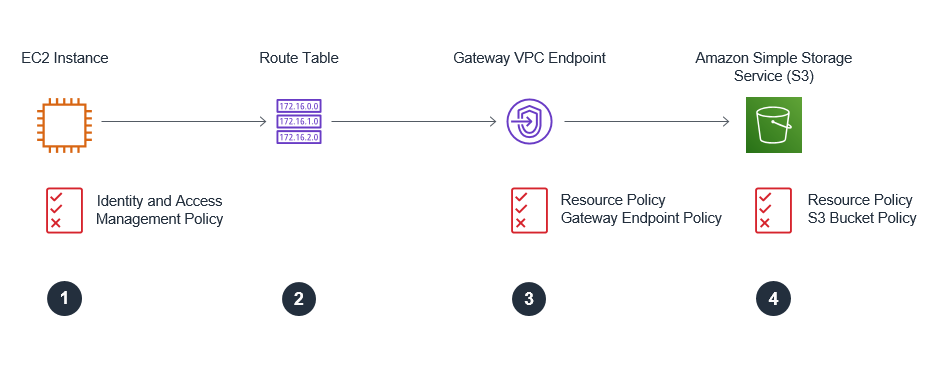 EC2 Instance
Route Table
Gateway VPC Endpoint
Amazon Simple Storage
Service (S3)
172.16.0.0
172.16.1.0
172.16.2.0
Identity and Access
Management Policy
Resource Policy
Gateway Endpoint Policy
Resource Policy
S3 Bucket Policy
1
2
3
4